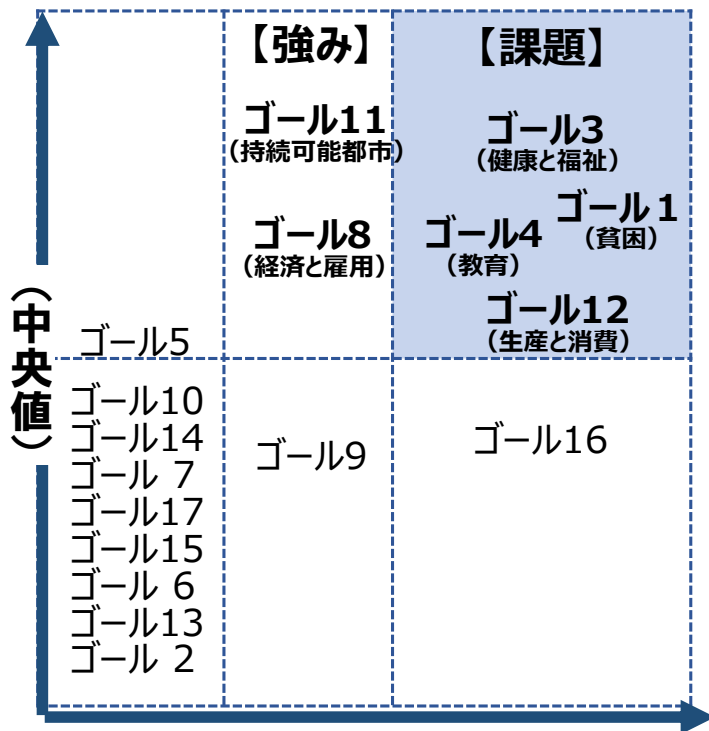 【強み】
【課題】
ゴール11
（持続可能都市）
ゴール3
（健康と福祉）
ゴール１
（貧困）
ゴール8
（経済と雇用）
ゴール4
（教育）
ゴール12
（生産と消費）
（中央値）
ゴール5
ゴール10
ゴール14
ゴール 7
ゴール17
ゴール15
ゴール 6
ゴール13
ゴール 2
ゴール9
ゴール16